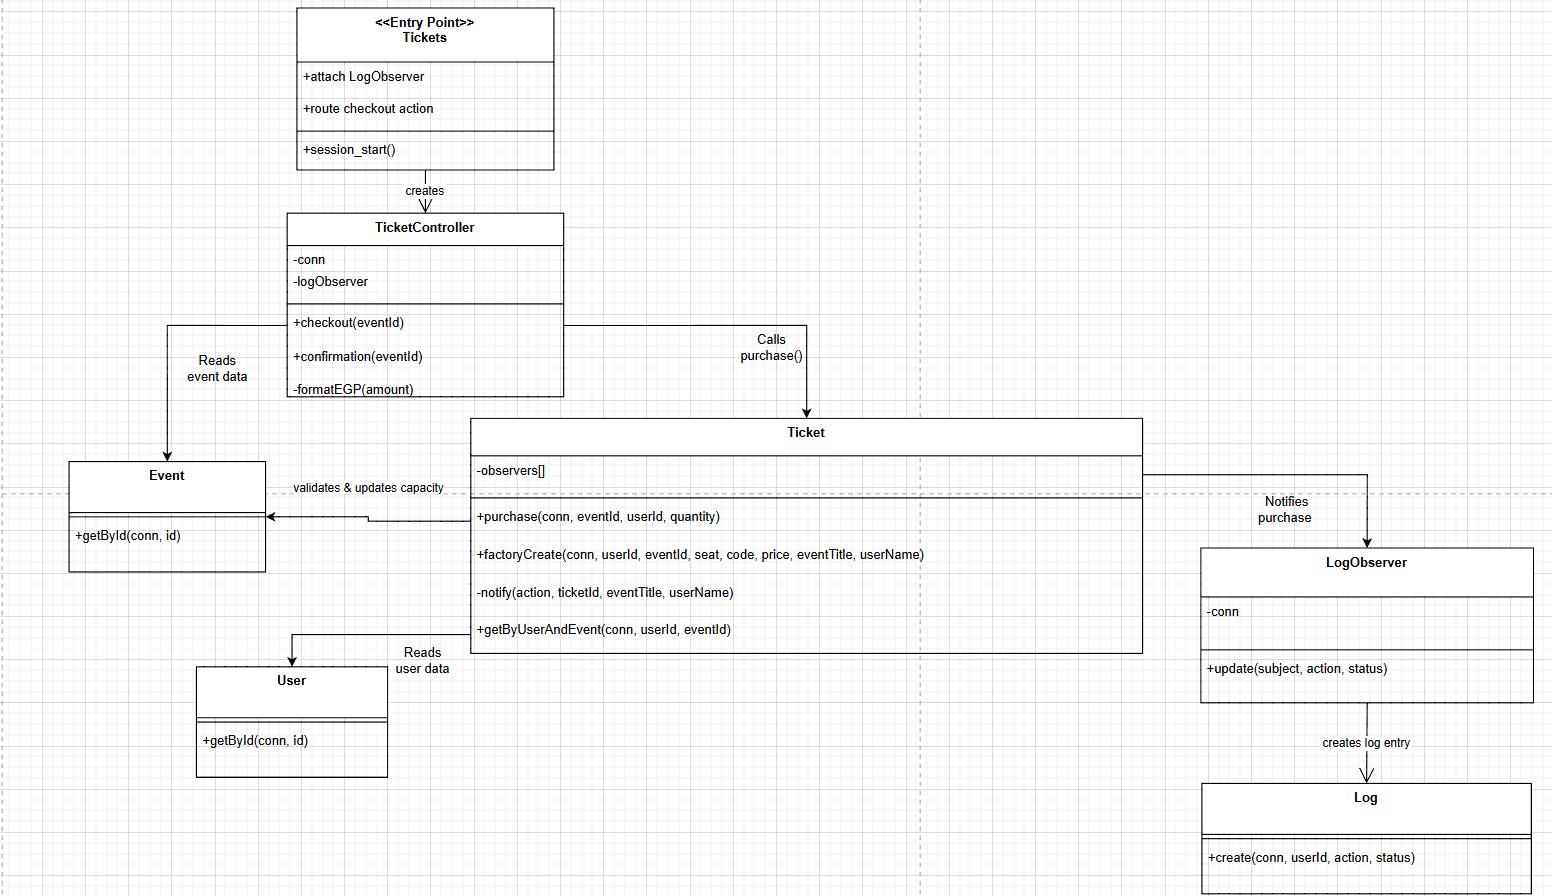 <<Entry Point>>
Tickets
+attach LogObserver
+route checkout action
+session_start()
creates
TicketController
-conn
-logObserver
+checkout(eventId)
+confirmation(eventId)
-formatEGP(amount)
Reads
event data
Calls
purchase()
Ticket
-observers[]
+purchase(conn, eventId, userId, quantity)
+factoryCreate(conn, userId, eventId, seat, code, price, eventTitle, userName)
-notify(action, ticketId, eventTitle, userName)
+getByUserAndEvent(conn, userId, eventId)
Event
+getById(conn, id)
validates & updates capacity
Notifies
purchase
LogObserver
-conn
+update(subject, action, status)
Reads
user data
User
+getById(conn, id)
creates log entry
Log
+create(conn, userId, action, status)